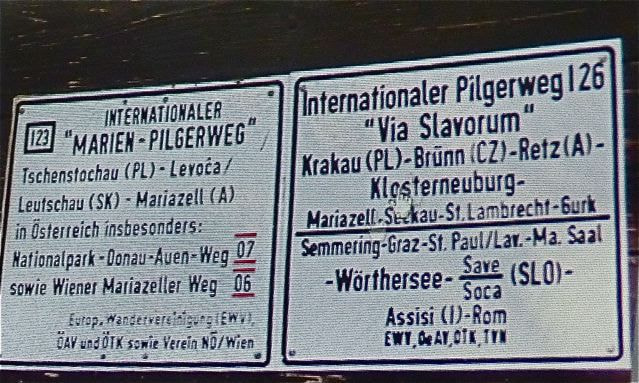 INTERNATIONALER
123 "MARIEN-PILGERWEG"
Tschenstochau (PL) - Levoča/
Leutschau (SK) - Mariazell (A)
in Österreich insbesonders:
Nationalpark-Donau-Auen-Weg 07
sowie Wiener Mariazeller Weg 06
Europ. Wandervereinigung (EWV),
ÖAV und ÖTK sowie Verein NÖ/Wien
Internationaler Pilgerweg 126
"Via Slavorum"
Krakau (PL)-Brünn (CZ)-Retz(A)-
Klosterneuburg-
Mariazell-Seckau-St.Lambrecht-Gurk
Semmering-Graz-St. Paul/Lav.-Ma. Saal
-Wörthersee- Save (SLO)-
Soca
Assisi (I)-Rom
EWV, OeAV, ÖTK, TVN